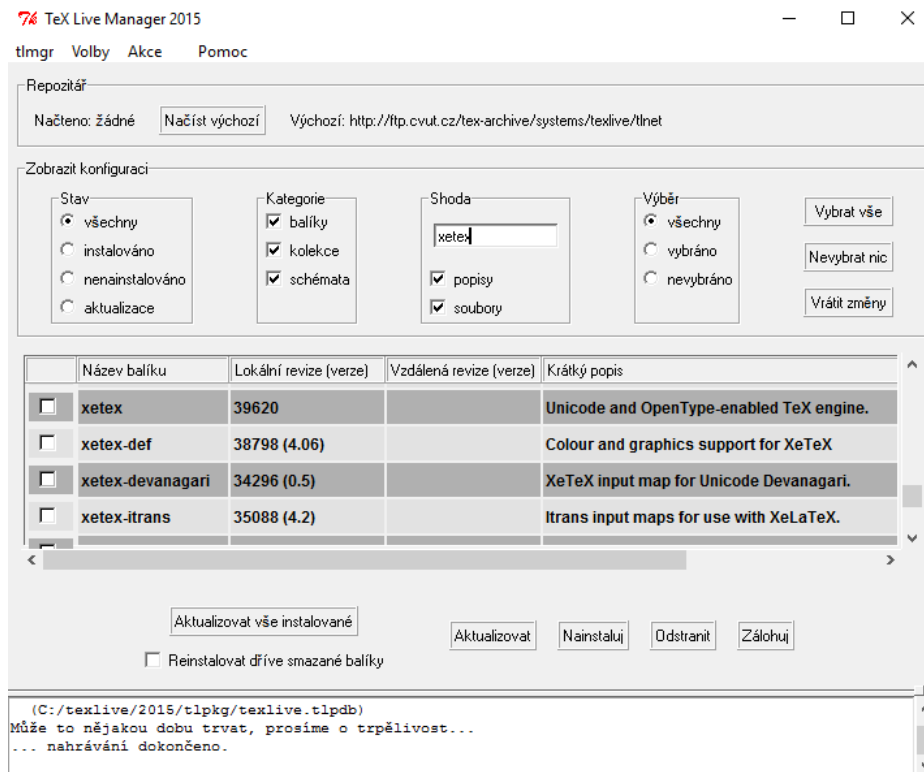 TeX Live Manager 2015
tlmgr Volby Akce Pomoc
Repozitář
Načteno: žádné Načíst výchozí Výchozí: http://ftp.cvut.cz/tex-archive/systems/texlive/tlnet
Zobrazit konfiguraci
Stav Kategorie Shoda Výběr
všechny balíky xetex všechny Vybrat vše
instalováno kolekce vybráno Nevybrat nic
nenainstalováno schémata popisy nevybráno
aktualizace soubory Vrátit změny
Název balíku Lokální revize (verze) Vzdálená revize (verze) Krátký popis
xetex 39620 Unicode and OpenType-enabled TeX engine.
xetex-def 38798 (4.06) Colour and graphics support for XeTeX
xetex-devanagari 34296 (0.5) XeTeX input map for Unicode Devanagari.
xetex-itrans 35088 (4.2) Itrans input maps for use with XeLaTeX.
Aktualizovat vše instalované Aktualizovat Nainstaluj Odstranit Zálohuj
Reinstalovat dříve smazané balíky
(C:/texlive/2015/tlpkg/texlive.tlpdb)
Může to nějakou dobu trvat, prosíme o trpělivost...
... nahrávání dokončeno.